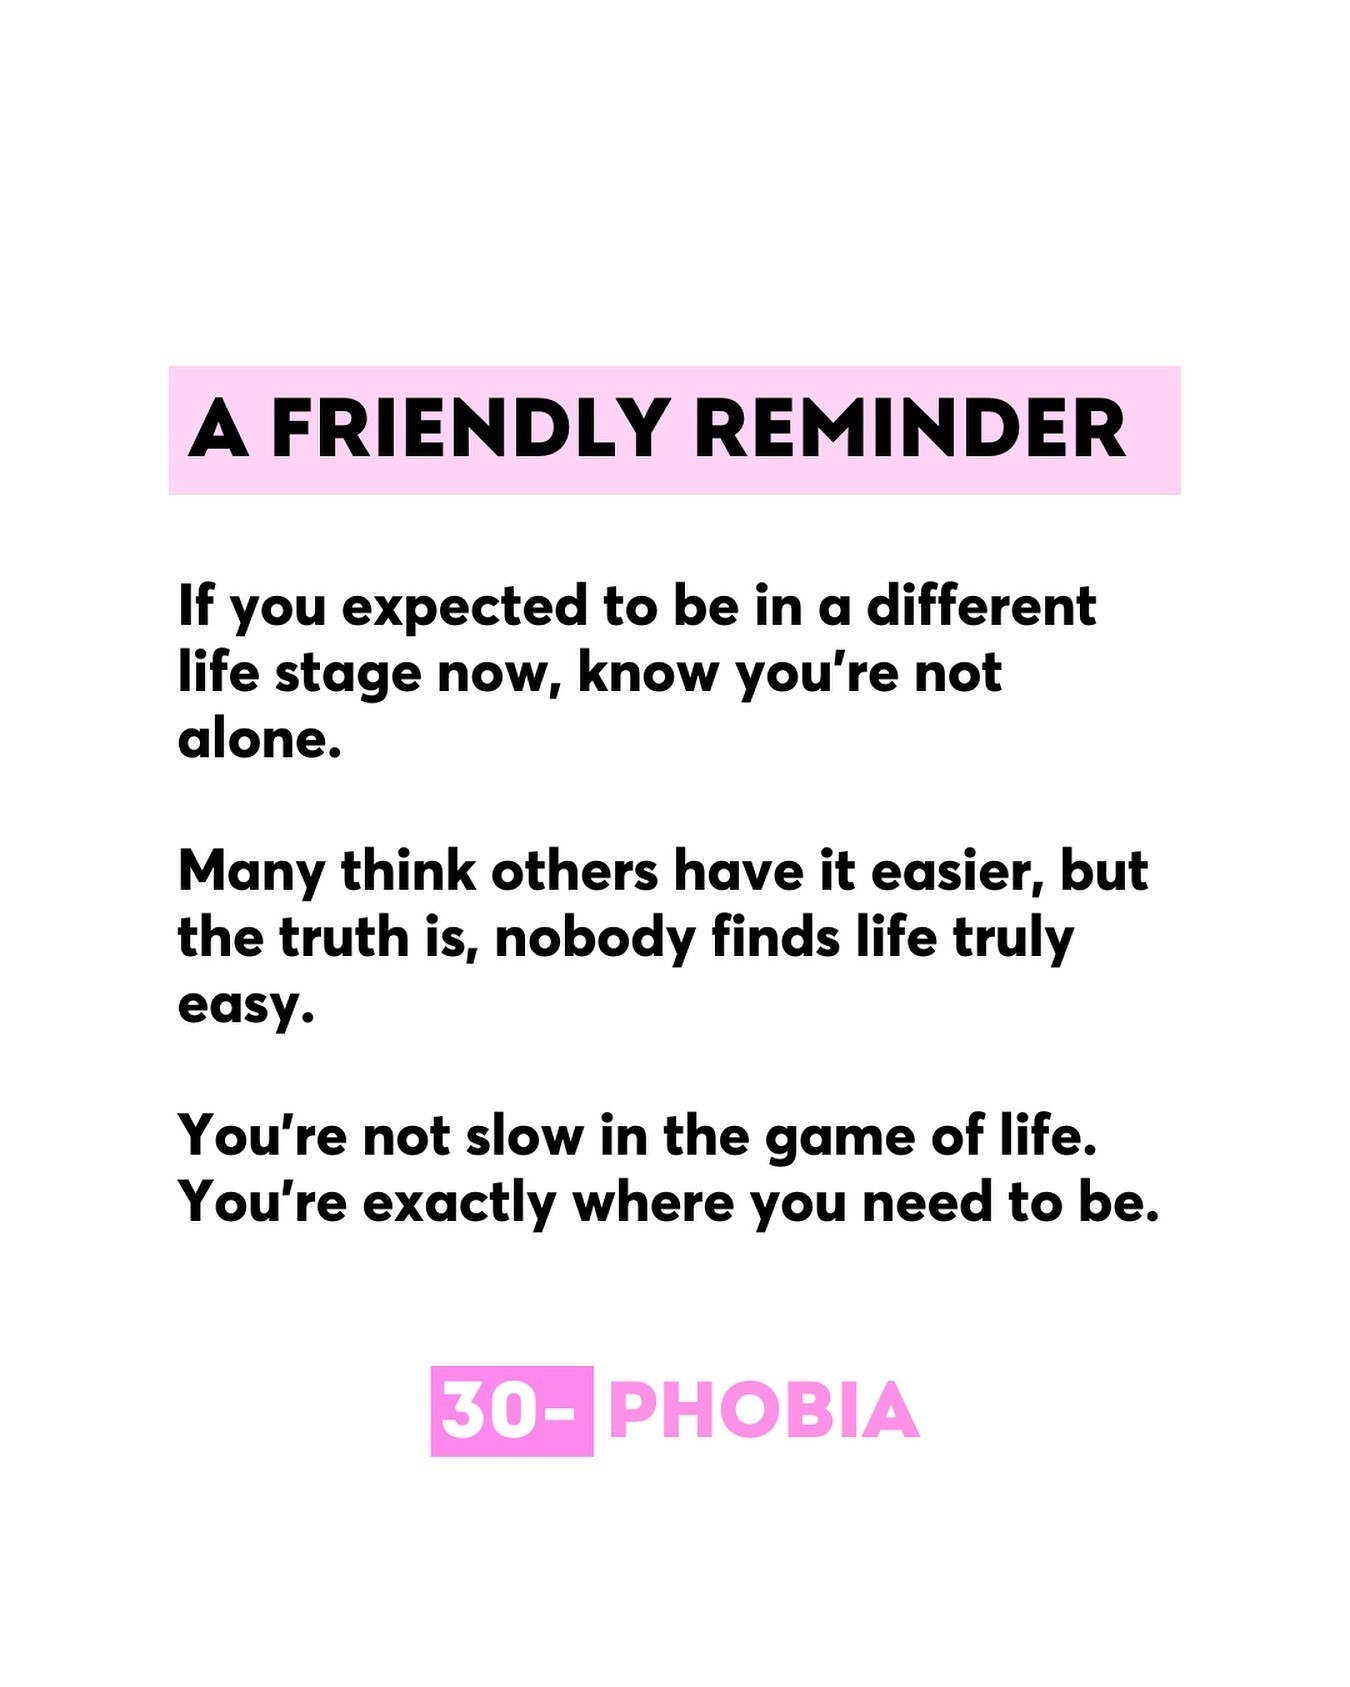 A FRIENDLY REMINDER
If you expected to be in a different
life stage now, know you’re not
alone.
Many think others have it easier, but
the truth is, nobody finds life truly
easy.
You’re not slow in the game of life.
You’re exactly where you need to be.
30- PHOBIA